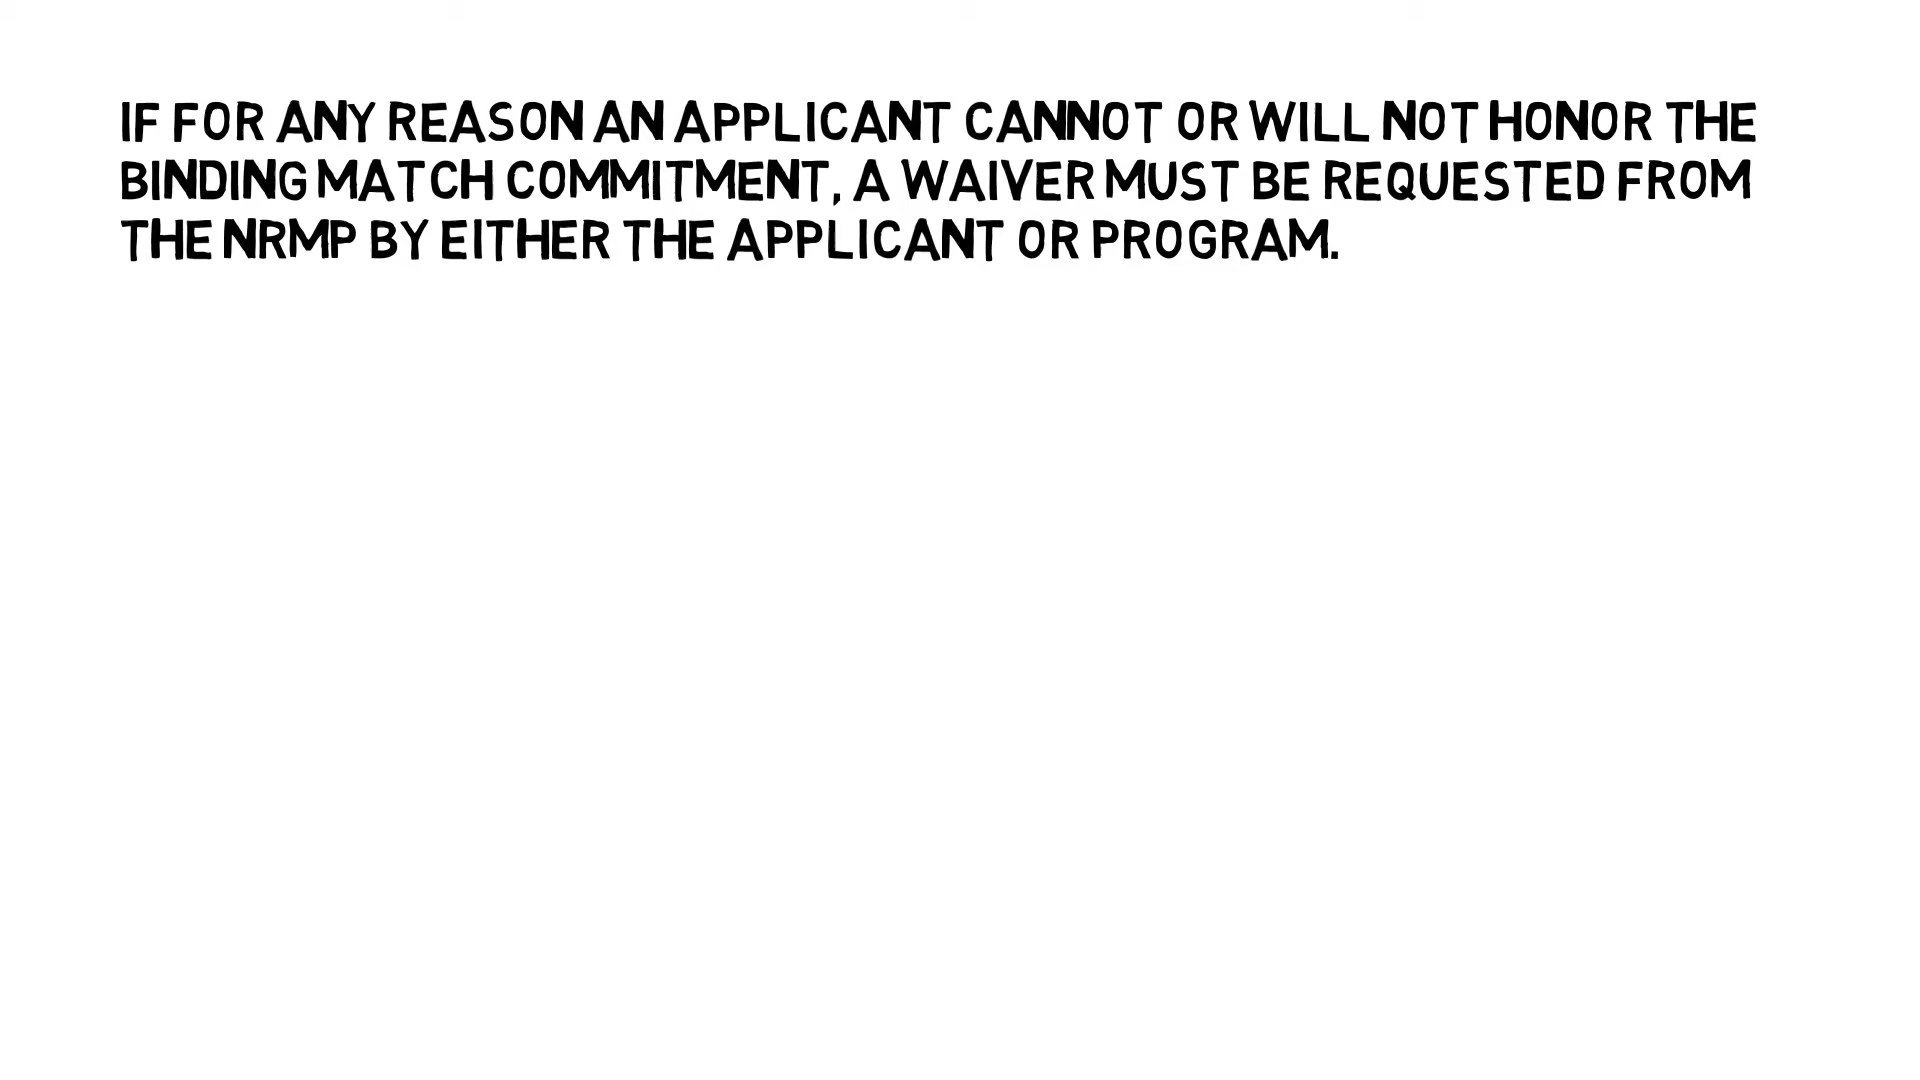 IF FOR ANY REASON AN APPLICANT CANNOT OR WILL NOT HONOR THE
BINDING MATCH COMMITMENT, A WAIVER MUST BE REQUESTED FROM
THE NRMP BY EITHER THE APPLICANT OR PROGRAM.